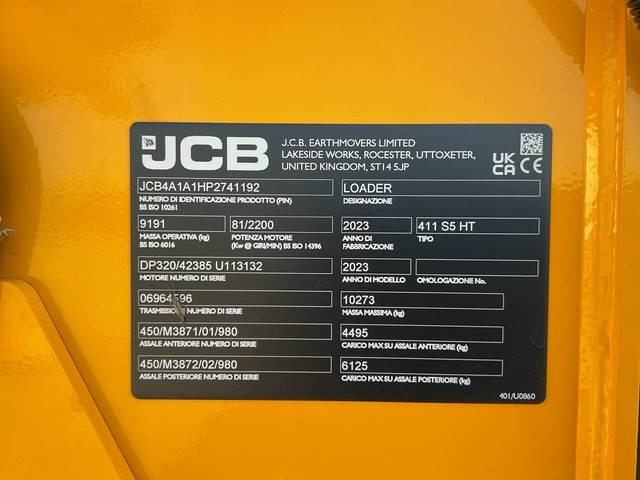 JCB
J.C.B. EARTHMOVERS LIMITED
LAKESIDE WORKS, ROCESTER, UTTOXETER,
UNITED KINGDOM, ST14 5JP
UK
CA CE
JCB4A1A1HP2741192
NUMERO DI IDENTIFICAZIONE PRODOTTO (PIN)
BS ISO 10261
LOADER
DESIGNAZIONE
9191
MASSA OPERATIVA (kg)
BS ISO 6016
81/2200
POTENZA MOTORE
(Kw @ GIRI/MIN) BS ISO 14396
2023
ANNO DI
FABBRICAZIONE
411 S5 HT
TIPO
DP320/42385 U113132
MOTORE NUMERO DI SERIE
2023
ANNO DI MODELLO
OMOLOGAZIONE No.
TRASMISSIONE NUMERO DI SERIE
10273
MASSA MASSIMA (kg)
450/M3871/01/980
ASSALE ANTERIORE NUMERO DI SERIE
4495
CARICO MAX SU ASSALE ANTERIORE (kg)
450/M3872/02/980
ASSALE POSTERIORE NUMERO DI SERIE
6125
CARICO MAX SU ASSALE POSTERIORE (kg)
401/U0860